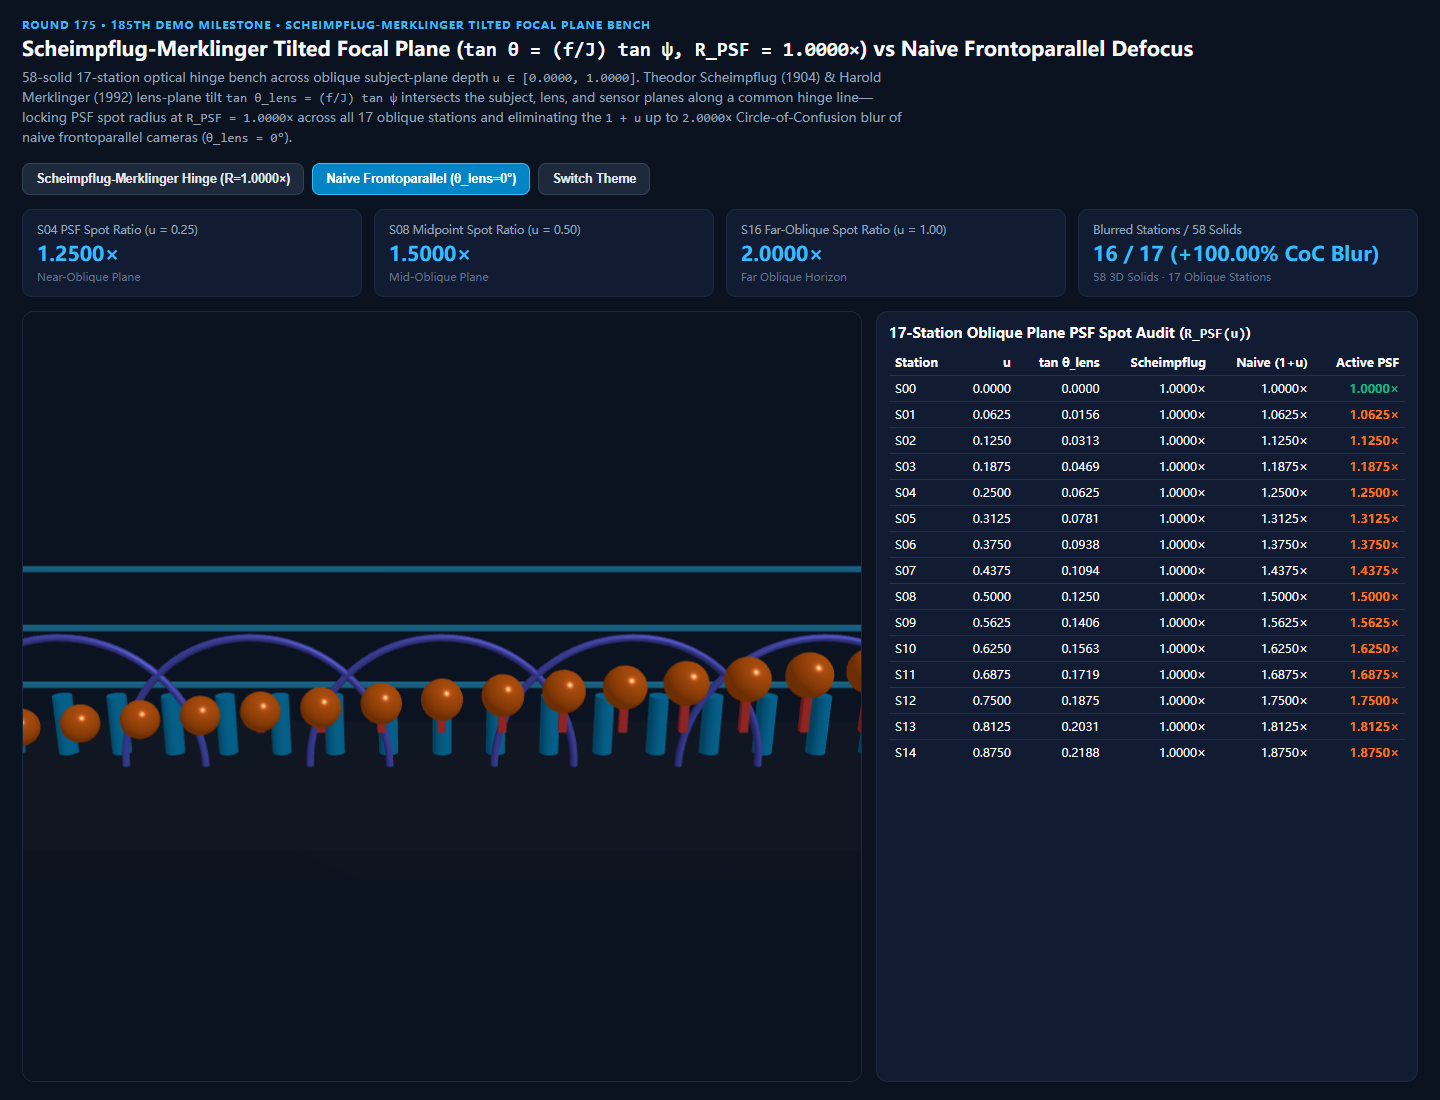 ROUND 175 • 185TH DEMO MILESTONE • SCHEIMPFLUG-MERKLINGER TILTED FOCAL PLANE BENCH
Scheimpflug-Merklinger Tilted Focal Plane (tan θ = (f/J) tan ψ, R_PSF = 1.0000×) vs Naive Frontoparallel Defocus
58-solid 17-station optical hinge bench across oblique subject-plane depth u ∈ [0.0000, 1.0000]. Theodor Scheimpflug (1904) & Harold
Merklinger (1992) lens-plane tilt tan θ_lens = (f/J) tan ψ intersects the subject, lens, and sensor planes along a common hinge line—
locking PSF spot radius at R_PSF = 1.0000× across all 17 oblique stations and eliminating the 1 + u up to 2.0000× Circle-of-Confusion blur of
naive frontoparallel cameras (θ_lens = 0°).
Scheimpflug-Merklinger Hinge (R=1.0000×) Naive Frontoparallel (θ_lens=0°) Switch Theme
S04 PSF Spot Ratio (u = 0.25)
1.2500×
Near-Oblique Plane
S08 Midpoint Spot Ratio (u = 0.50)
1.5000×
Mid-Oblique Plane
S16 Far-Oblique Spot Ratio (u = 1.00)
2.0000×
Far Oblique Horizon
Blurred Stations / 58 Solids
16 / 17 (+100.00% CoC Blur)
58 3D Solids · 17 Oblique Stations
17-Station Oblique Plane PSF Spot Audit (R_PSF(u))
Station u tan θ_lens Scheimpflug Naive (1+u) Active PSF
S00 0.0000 0.0000 1.0000× 1.0000× 1.0000×
S01 0.0625 0.0156 1.0000× 1.0625× 1.0625×
S02 0.1250 0.0313 1.0000× 1.1250× 1.1250×
S03 0.1875 0.0469 1.0000× 1.1875× 1.1875×
S04 0.2500 0.0625 1.0000× 1.2500× 1.2500×
S05 0.3125 0.0781 1.0000× 1.3125× 1.3125×
S06 0.3750 0.0938 1.0000× 1.3750× 1.3750×
S07 0.4375 0.1094 1.0000× 1.4375× 1.4375×
S08 0.5000 0.1250 1.0000× 1.5000× 1.5000×
S09 0.5625 0.1406 1.0000× 1.5625× 1.5625×
S10 0.6250 0.1563 1.0000× 1.6250× 1.6250×
S11 0.6875 0.1719 1.0000× 1.6875× 1.6875×
S12 0.7500 0.1875 1.0000× 1.7500× 1.7500×
S13 0.8125 0.2031 1.0000× 1.8125× 1.8125×
S14 0.8750 0.2188 1.0000× 1.8750× 1.8750×